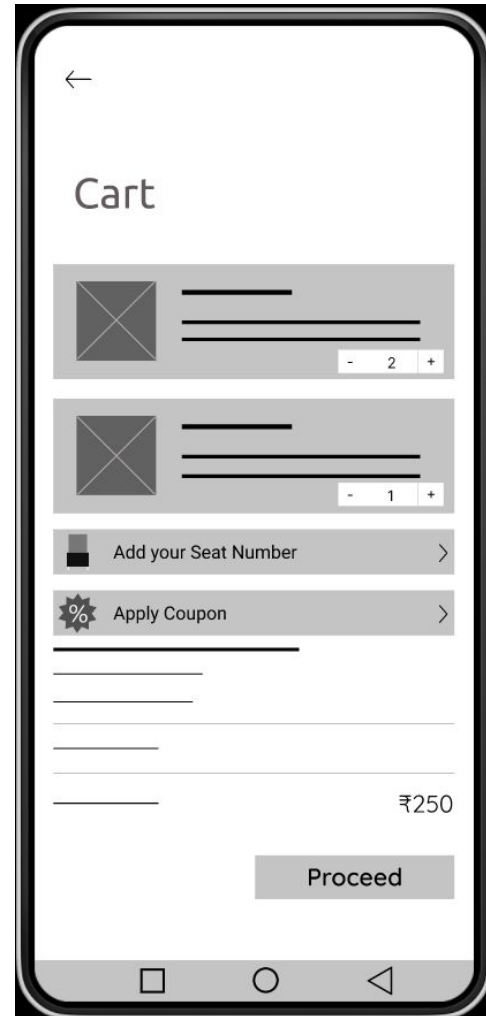 Cart
- 2 +
- 1 +
Add your Seat Number
% Apply Coupon
₹250
Proceed